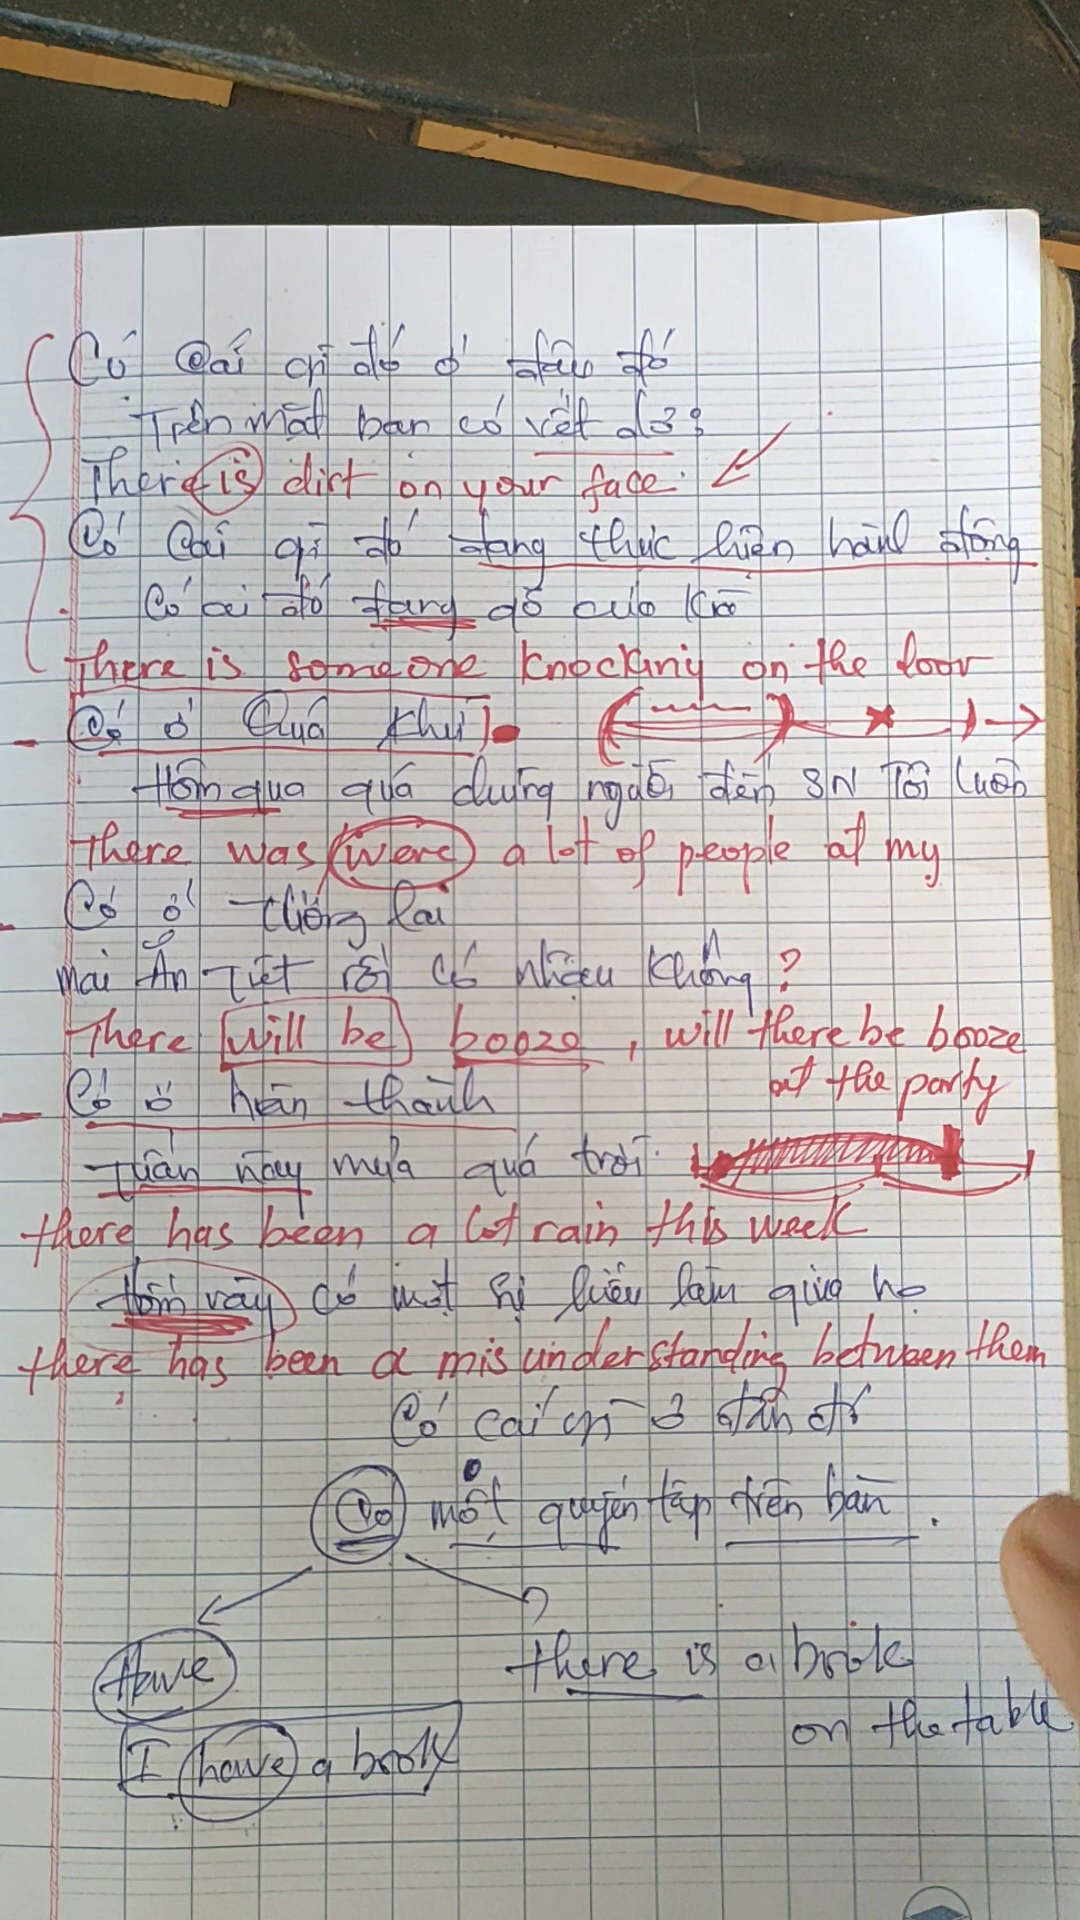 Có cái gì đó ở đâu đó
Trên mặt bạn có vết dơ
There is dirt on your face.
Có cái gì đó đang thực hiện hành động
Có ai đó đang gõ cửa kìa
There is someone knocking on the door
Có ở Quá khứ
Hôm qua quá chừng người đến SN Tôi luôn
There was (were) a lot of people at my
Có ở tương lai
Mai Ăn Tiệt rồi có nhậu không?
There will be booze, will there be booze
at the party
Có ở hoàn thành
Tuần này mưa quá trời.
there has been a lot rain this week
Hổm rày có một sự hiểu lầm giữa họ
there has been a misunderstanding between them
Có cái gì ở đâu đó
Có một quyển tập trên bàn.
Have
there is a book
on the table
I have a book